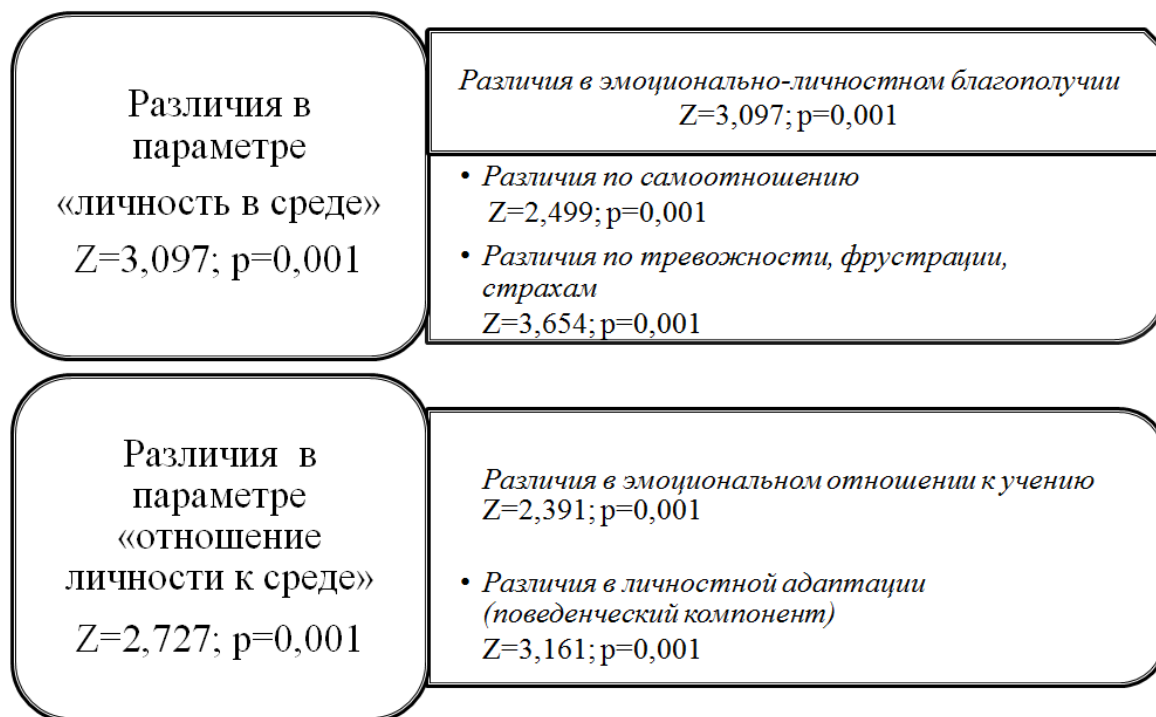 Различия в
параметре
«личность в среде»
Z=3,097; p=0,001
Различия в эмоционально-личностном благополучии
Z=3,097; p=0,001
• Различия по самоотношению
Z=2,499; p=0,001
• Различия по тревожности, фрустрации,
страхам
Z=3,654; p=0,001
Различия в
параметре
«отношение
личности к среде»
Z=2,727; p=0,001
Различия в эмоциональном отношении к учению
Z=2,391; p=0,001
• Различия в личностной адаптации
(поведенческий компонент)
Z=3,161; p=0,001